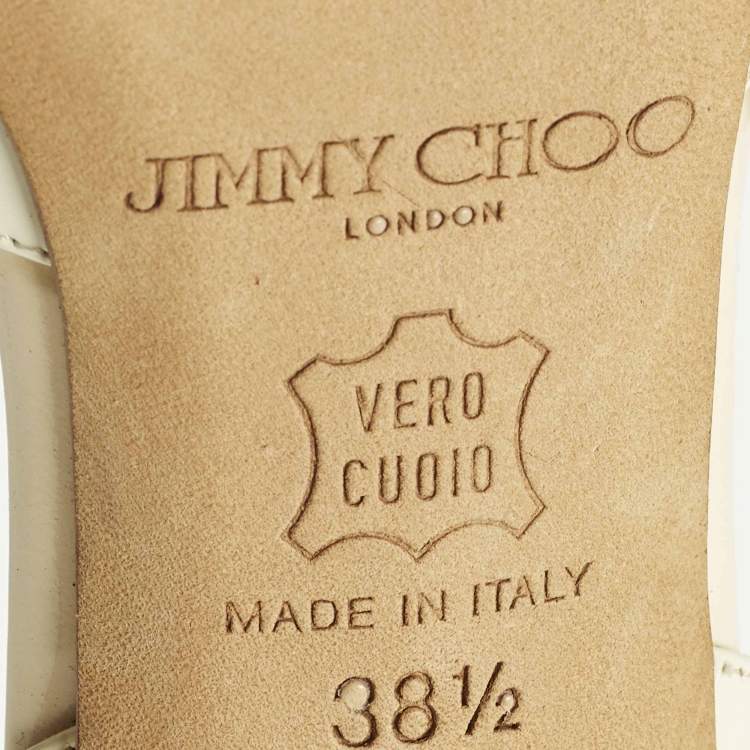 JIMMY CHOO
LONDON
VERO
CUOIO
MADE IN ITALY
38½